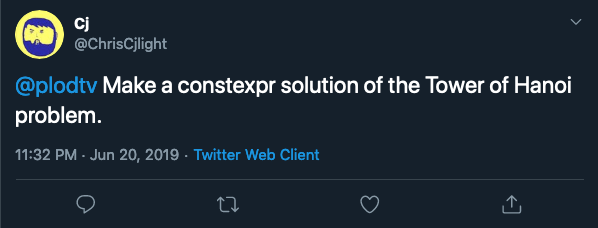 Cj
@ChrisCjlight
@plodtv Make a constexpr solution of the Tower of Hanoi
problem.
11:32 PM · Jun 20, 2019 · Twitter Web Client